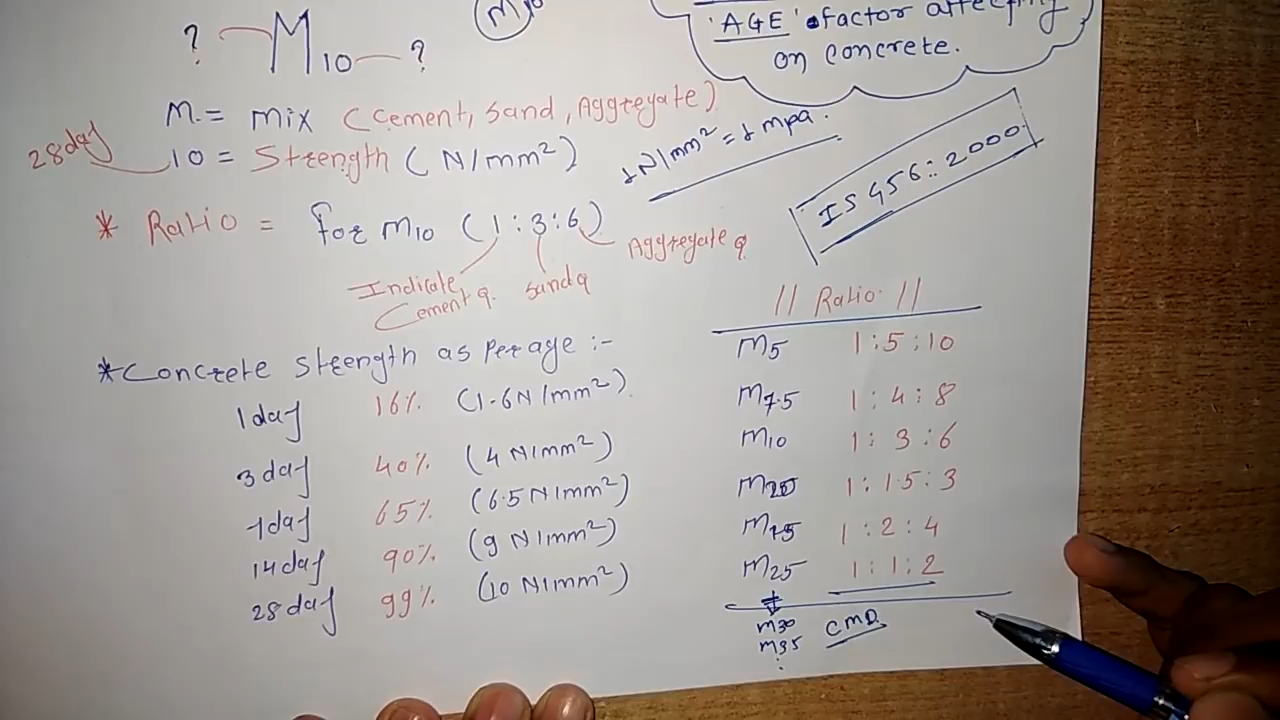 M10
'AGE' factor affecting
on concrete.
? M10 ?
M = mix (Cement, Sand, Aggregate)
28 day
10 = Strength (N/mm²)
1 N/mm² = 1 mpa.
IS 456:: 2000.
* Ratio = for M10 (1:3:6)
Indicate
Cement q.
Sand q
Aggregate q
* Concrete strength as per age :-
1 day 16% (1.6 N/mm²)
3 day 40% (4 N/mm²)
7 day 65% (6.5 N/mm²)
14 day 90% (9 N/mm²)
28 day 99% (10 N/mm²)
|| Ratio ||
M5 1:5:10
M7.5 1:4:8
M10 1:3:6
M20 1:1.5:3
M15 1:2:4
M25 1:1:2
M30
M35
CMD